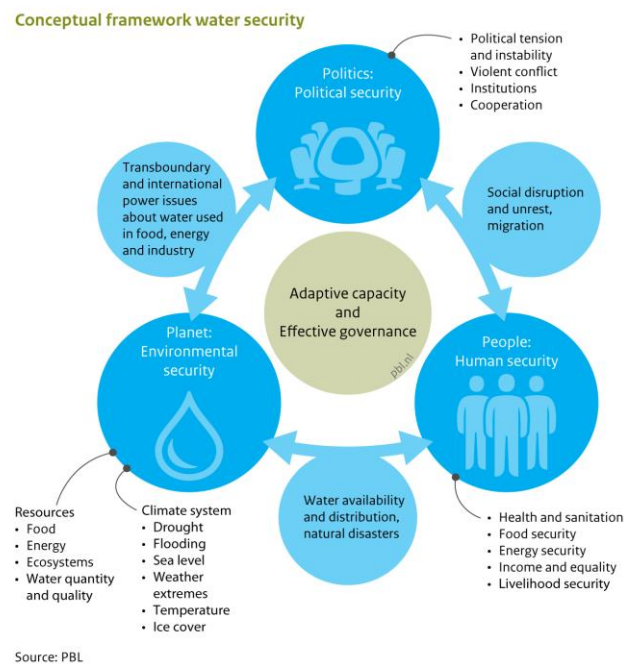 Conceptual framework water security
Politics:
Political security
• Political tension
and instability
• Violent conflict
• Institutions
• Cooperation
Transboundary
and international
power issues
about water used
in food, energy
and industry
Social disruption
and unrest,
migration
Adaptive capacity
and
Effective governance
pbl.nl
Planet:
Environmental
security
People:
Human security
Water availability
and distribution,
natural disasters
Resources
• Food
• Energy
• Ecosystems
• Water quantity
and quality
Climate system
• Drought
• Flooding
• Sea level
• Weather
extremes
• Temperature
• Ice cover
• Health and sanitation
• Food security
• Energy security
• Income and equality
• Livelihood security
Source: PBL